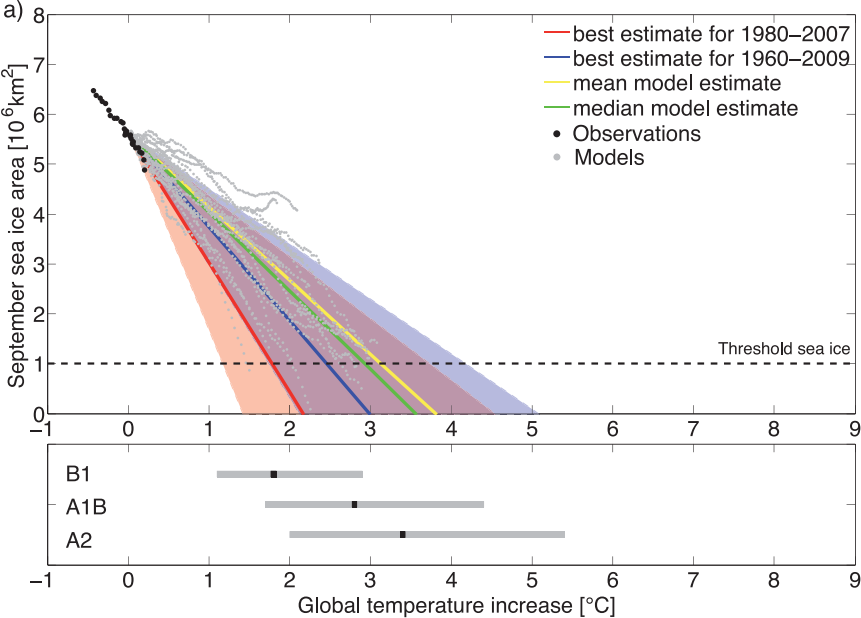 a)
8
7
6
5
4
3
2
1
0
September sea ice area [10⁶km²]
best estimate for 1980–2007
best estimate for 1960–2009
mean model estimate
median model estimate
Observations
Models
Threshold sea ice
−1 0 1 2 3 4 5 6 7 8 9
B1
A1B
A2
−1 0 1 2 3 4 5 6 7 8 9
Global temperature increase [°C]